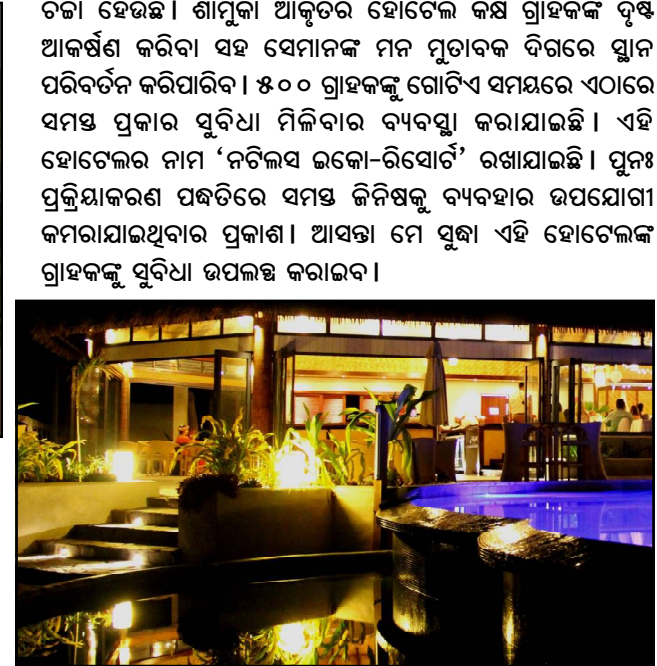 ଚର୍ଚ୍ଚା ହେଉଛି। ଶାମୁକା ଆକୃତିର ହୋଟେଲ କକ୍ଷ ଗ୍ରାହକଙ୍କ ଦୃଷ୍ଟି
ଆକର୍ଷଣ କରିବା ସହ ସେମାନଙ୍କ ମନ ମୁତାବକ ଦିଗରେ ସ୍ଥାନ
ପରିବର୍ତନ କରିପାରିବ। ୫୦୦ ଗ୍ରାହକଙ୍କୁ ଗୋଟିଏ ସମୟରେ ଏଠାରେ
ସମସ୍ତ ପ୍ରକାର ସୁବିଧା ମିଳିବାର ବ୍ୟବସ୍ଥା କରାଯାଇଛି। ଏହି
ହୋଟେଲର ନାମ ‘ନଟିଲସ ଇକୋ-ରିସୋର୍ଟ’ ରଖାଯାଇଛି। ପୁନଃ
ପ୍ରକ୍ରିୟାକରଣ ପଦ୍ଧତିରେ ସମସ୍ତ ଜିନିଷକୁ ବ୍ୟବହାର ଉପଯୋଗୀ
କମରାଯାଇଥିବାର ପ୍ରକାଶ। ଆସନ୍ତା ମେ ସୁଦ୍ଧା ଏହି ହୋଟେଲଙ୍କ
ଗ୍ରାହକଙ୍କୁ ସୁବିଧା ଉପଲବ୍ଧ କରାଇବ।